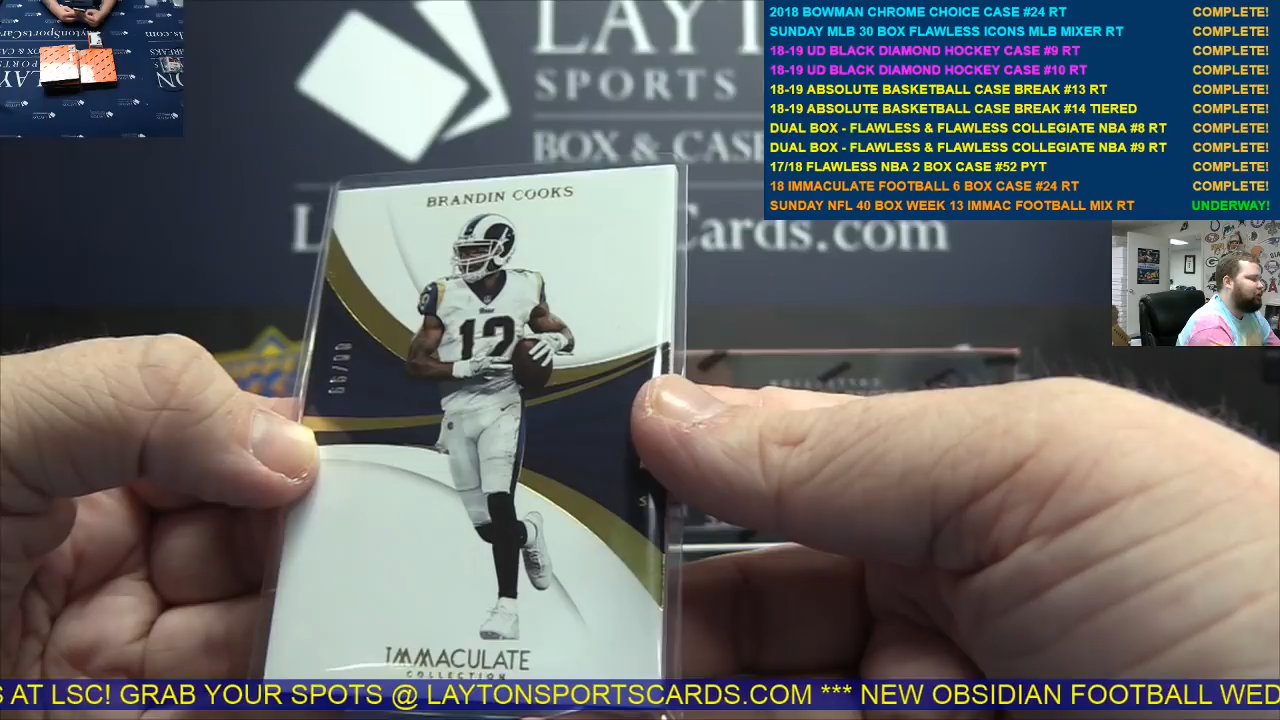 2018 BOWMAN CHROME CHOICE CASE #24 RT COMPLETE!
SUNDAY MLB 30 BOX FLAWLESS ICONS MLB MIXER RT COMPLETE!
18-19 UD BLACK DIAMOND HOCKEY CASE #9 RT COMPLETE!
18-19 UD BLACK DIAMOND HOCKEY CASE #10 RT COMPLETE!
18-19 ABSOLUTE BASKETBALL CASE BREAK #13 RT COMPLETE!
18-19 ABSOLUTE BASKETBALL CASE BREAK #14 TIERED COMPLETE!
DUAL BOX - FLAWLESS & FLAWLESS COLLEGIATE NBA #8 RT COMPLETE!
DUAL BOX - FLAWLESS & FLAWLESS COLLEGIATE NBA #9 RT COMPLETE!
17/18 FLAWLESS NBA 2 BOX CASE #52 PYT COMPLETE!
18 IMMACULATE FOOTBALL 6 BOX CASE #24 RT COMPLETE!
SUNDAY NFL 40 BOX WEEK 13 IMMAC FOOTBALL MIX RT UNDERWAY!
LAYT
SPORTS
BOX & CASE
L
Cards.com
BRANDIN COOKS
12
IMMACULATE
COLLECTION
S AT LSC! GRAB YOUR SPOTS @ LAYTONSPORTSCARDS.COM *** NEW OBSIDIAN FOOTBALL WED